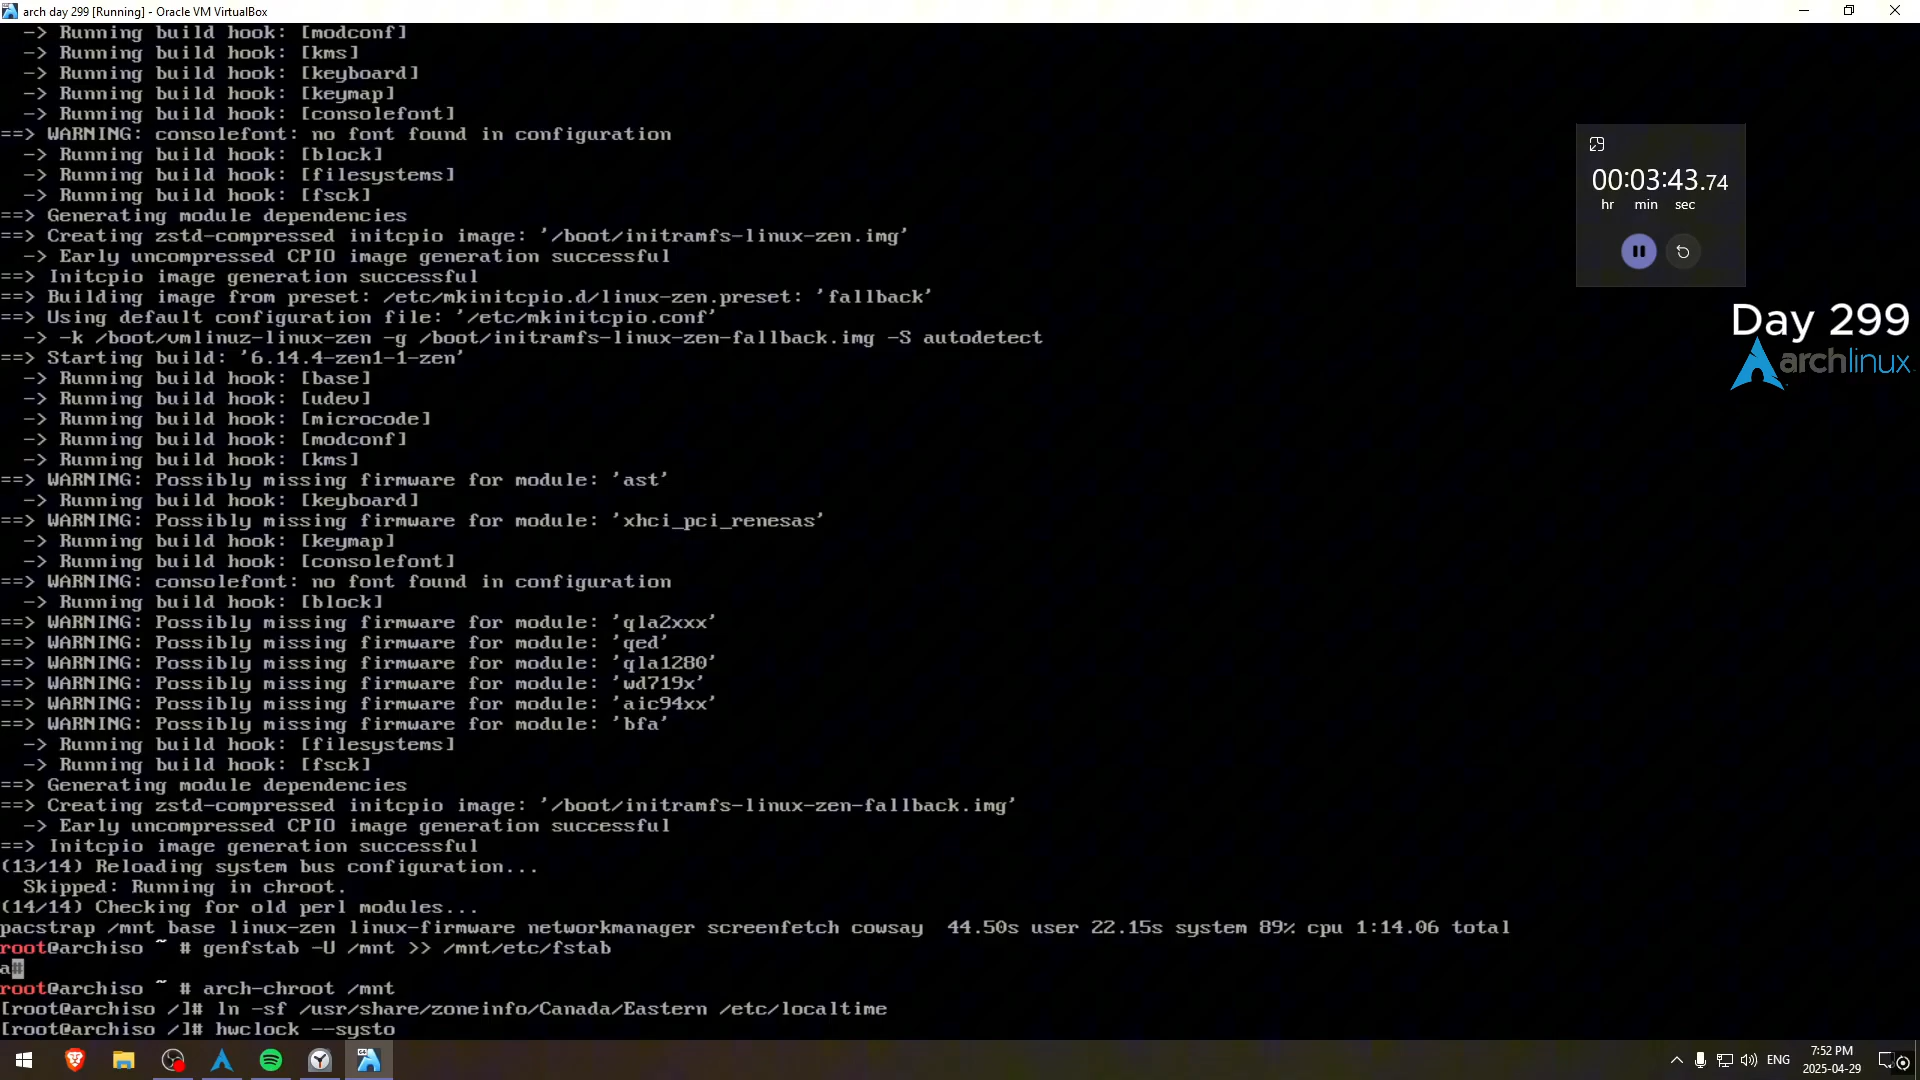 arch day 299 [Running] - Oracle VM VirtualBox
-> Running build hook: [modconf]
-> Running build hook: [kms]
-> Running build hook: [keyboard]
-> Running build hook: [keymap]
-> Running build hook: [consolefont]
==> WARNING: consolefont: no font found in configuration
-> Running build hook: [block]
-> Running build hook: [filesystems]
-> Running build hook: [fsck]
==> Generating module dependencies
==> Creating zstd-compressed initcpio image: '/boot/initramfs-linux-zen.img'
-> Early uncompressed CPIO image generation successful
==> Initcpio image generation successful
==> Building image from preset: /etc/mkinitcpio.d/linux-zen.preset: 'fallback'
==> Using default configuration file: '/etc/mkinitcpio.conf'
-> -k /boot/vmlinuz-linux-zen -g /boot/initramfs-linux-zen-fallback.img -S autodetect
==> Starting build: '6.14.4-zen1-1-zen'
-> Running build hook: [base]
-> Running build hook: [udev]
-> Running build hook: [microcode]
-> Running build hook: [modconf]
-> Running build hook: [kms]
==> WARNING: Possibly missing firmware for module: 'ast'
-> Running build hook: [keyboard]
==> WARNING: Possibly missing firmware for module: 'xhci_pci_renesas'
-> Running build hook: [keymap]
-> Running build hook: [consolefont]
==> WARNING: consolefont: no font found in configuration
-> Running build hook: [block]
==> WARNING: Possibly missing firmware for module: 'qla2xxx'
==> WARNING: Possibly missing firmware for module: 'qed'
==> WARNING: Possibly missing firmware for module: 'qla1280'
==> WARNING: Possibly missing firmware for module: 'wd719x'
==> WARNING: Possibly missing firmware for module: 'aic94xx'
==> WARNING: Possibly missing firmware for module: 'bfa'
-> Running build hook: [filesystems]
-> Running build hook: [fsck]
==> Generating module dependencies
==> Creating zstd-compressed initcpio image: '/boot/initramfs-linux-zen-fallback.img'
-> Early uncompressed CPIO image generation successful
==> Initcpio image generation successful
(13/14) Reloading system bus configuration...
Skipped: Running in chroot.
(14/14) Checking for old perl modules...
pacstrap /mnt base linux-zen linux-firmware networkmanager screenfetch cowsay  44.50s user 22.15s system 89% cpu 1:14.06 total
root@archiso ~ # genfstab -U /mnt >> /mnt/etc/fstab
a#
root@archiso ~ # arch-chroot /mnt
[root@archiso /]# ln -sf /usr/share/zoneinfo/Canada/Eastern /etc/localtime
[root@archiso /]# hwclock --systo
00:03:43.74
hr min sec
Day 299
archlinux
ENG
7:52 PM
2025-04-29